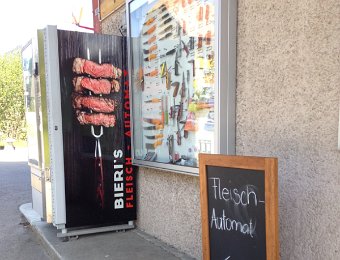 BIERI'S
FLEISCH - AUTOMAT
Fleisch-
Automat